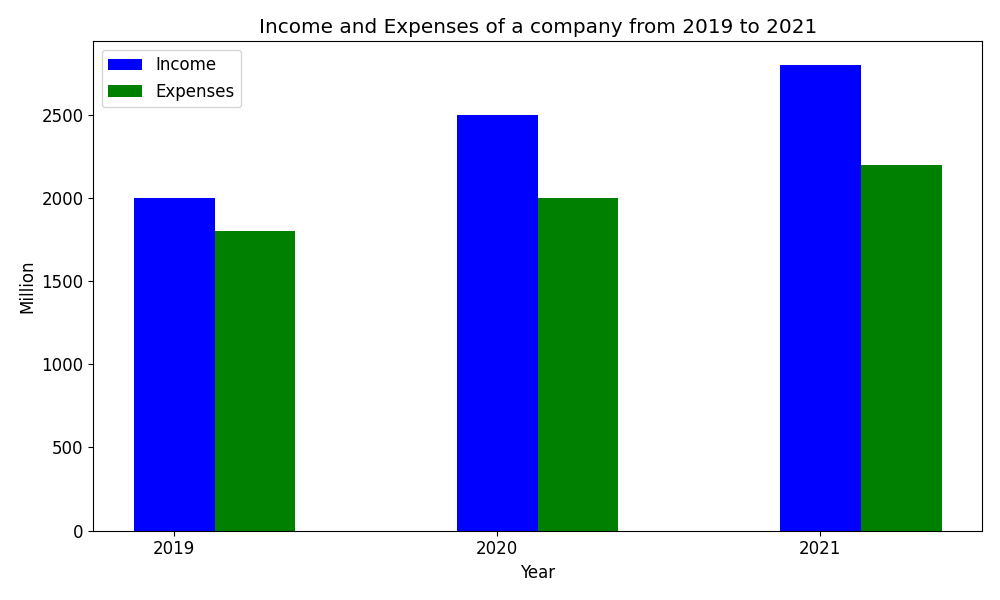 Income and Expenses of a company from 2019 to 2021
Income
Expenses
2500
2000
1500
1000
500
0
Million
2019 2020 2021
Year